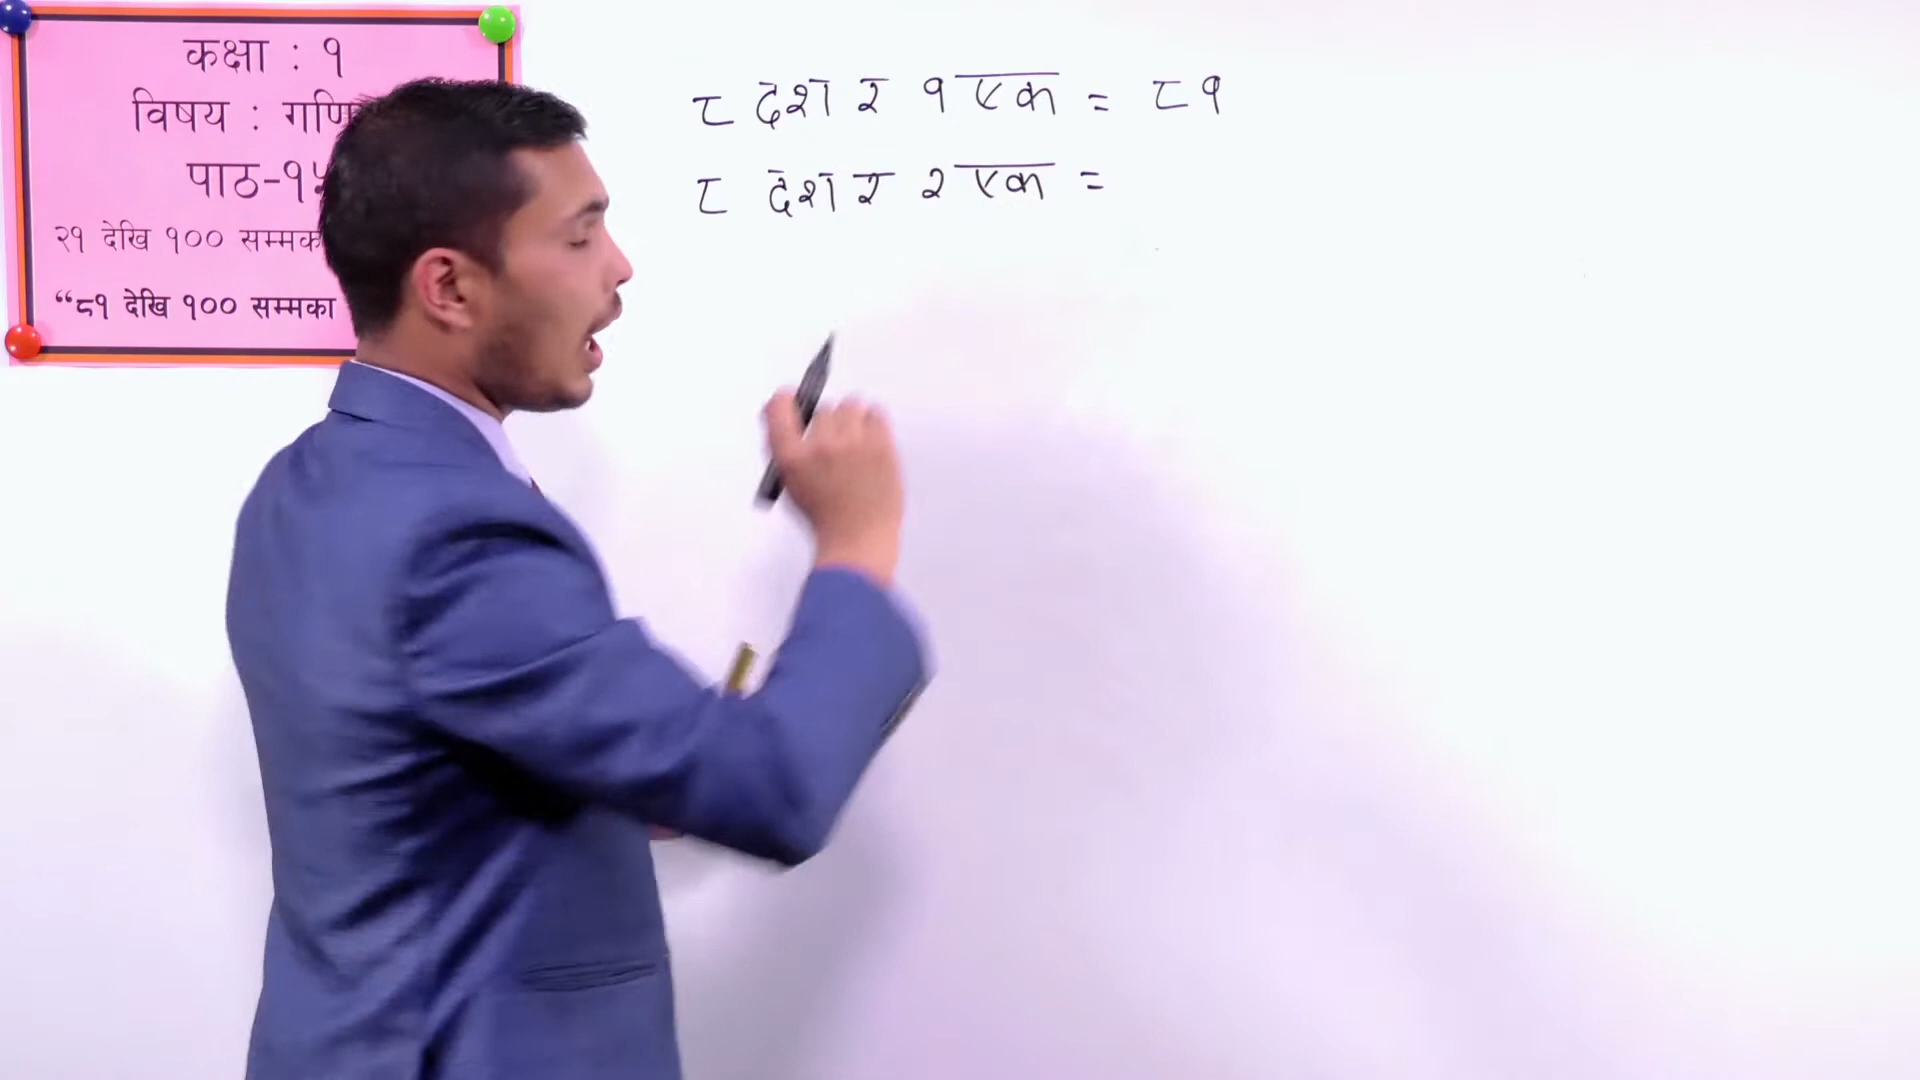 कक्षा : १
विषय : गणि
पाठ-१५
२१ देखि १०० सम्मक
“८१ देखि १०० सम्मका
८ दश र १ एक = ८१
८ दश र २ एक =